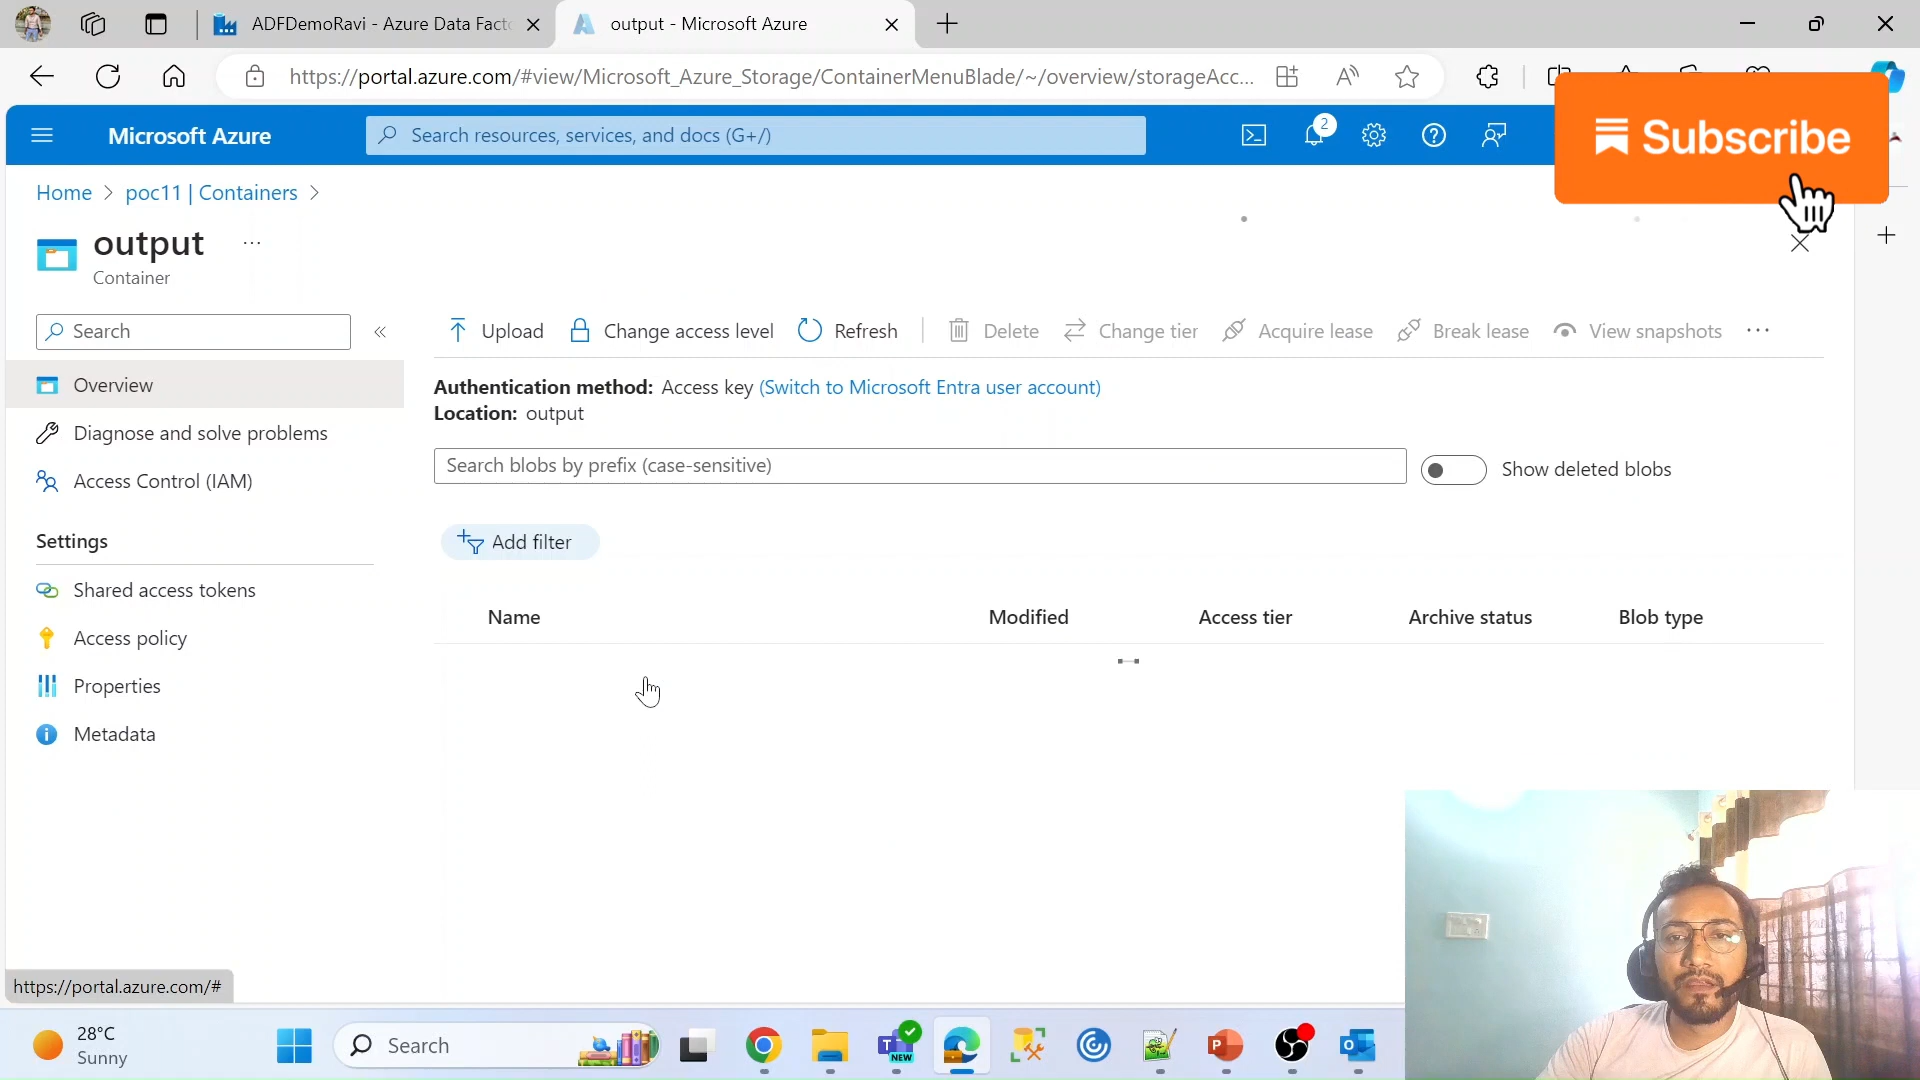 ADFDemoRavi - Azure Data Fact
output - Microsoft Azure
https://portal.azure.com/#view/Microsoft_Azure_Storage/ContainerMenuBlade/~/overview/storageAcc...
Microsoft Azure
Search resources, services, and docs (G+/)
2
Subscribe
Home > poc11 | Containers >
output
...
Container
Search
«
Upload
Change access level
Refresh
Delete
Change tier
Acquire lease
Break lease
View snapshots
...
Overview
Authentication method: Access key (Switch to Microsoft Entra user account)
Location: output
Diagnose and solve problems
Search blobs by prefix (case-sensitive)
Show deleted blobs
Access Control (IAM)
Settings
Add filter
Shared access tokens
Name
Modified
Access tier
Archive status
Blob type
Access policy
Properties
Metadata
https://portal.azure.com/#
28°C
Sunny
Search
NEW